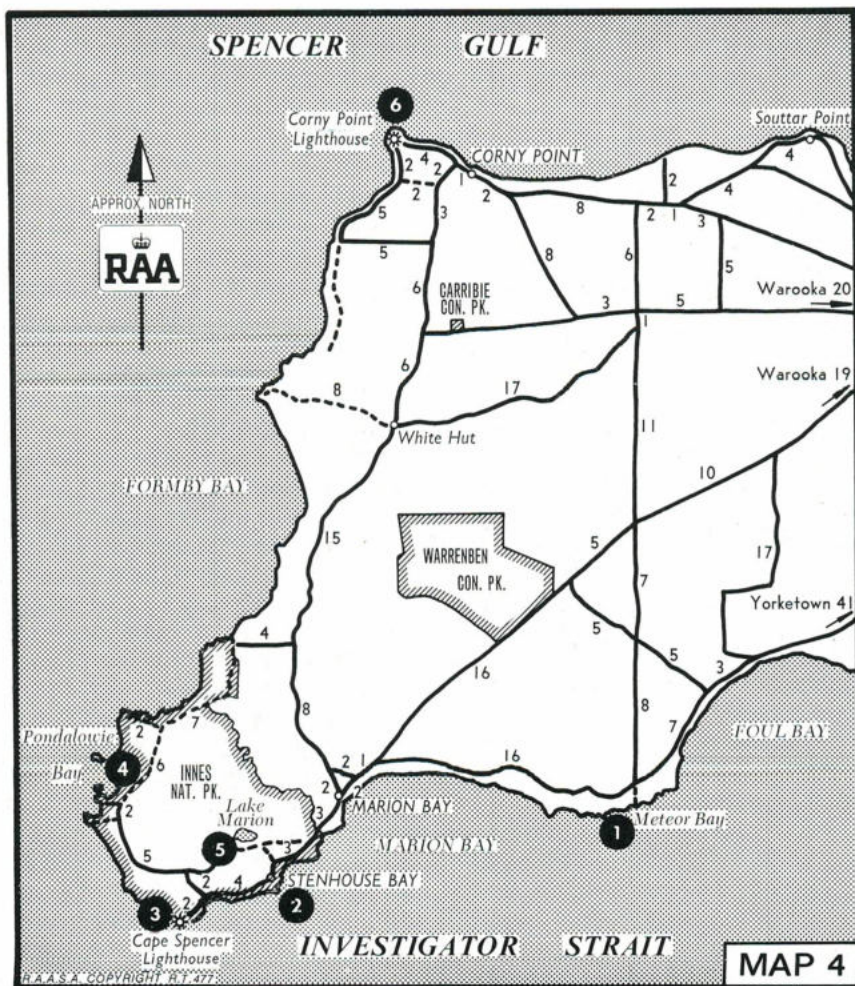 SPENCER GULF
6
Corny Point
Lighthouse
Souttar Point
4
CORNY POINT
4
2
2
1
2
2
4
APPROX. NORTH
2
3
8
2
1
3
RAA
5
5
8
6
5
6
CARRIBIE
CON. PK.
3
5
Warooka 20
1
6
8
17
Warooka 19
White Hut
11
10
FORMBY BAY
15
5
WARRENBEN
CON. PK.
17
7
5
Yorketown 41
4
5
3
16
8
8
7
FOUL BAY
7
2
Pondalowie
Bay
4
6
INNES
NAT. PK.
2
1
16
2
2
MARION BAY
2
Lake
Marion
3
1
Meteor Bay
5
5
3
MARION BAY
2
4
STENHOUSE BAY
2
3
2
Cape Spencer
Lighthouse
INVESTIGATOR STRAIT
MAP 4
R.A.A.S.A. COPYRIGHT. R.T. 477